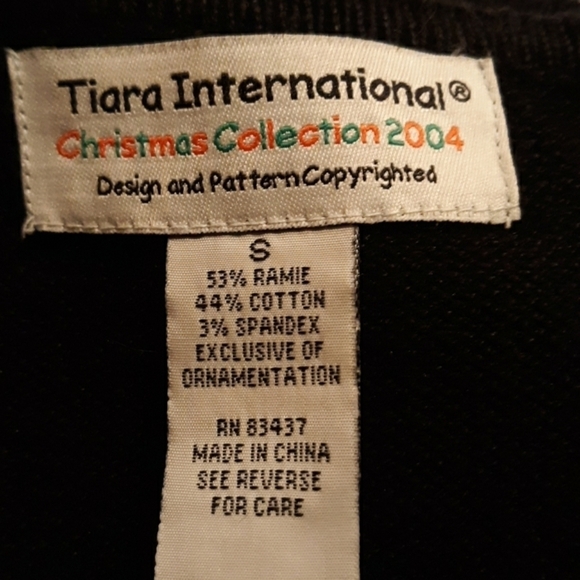 Tiara International®
Christmas Collection 2004
Design and Pattern Copyrighted
S
53% RAMIE
44% COTTON
3% SPANDEX
EXCLUSIVE OF
ORNAMENTATION
RN 83437
MADE IN CHINA
SEE REVERSE
FOR CARE